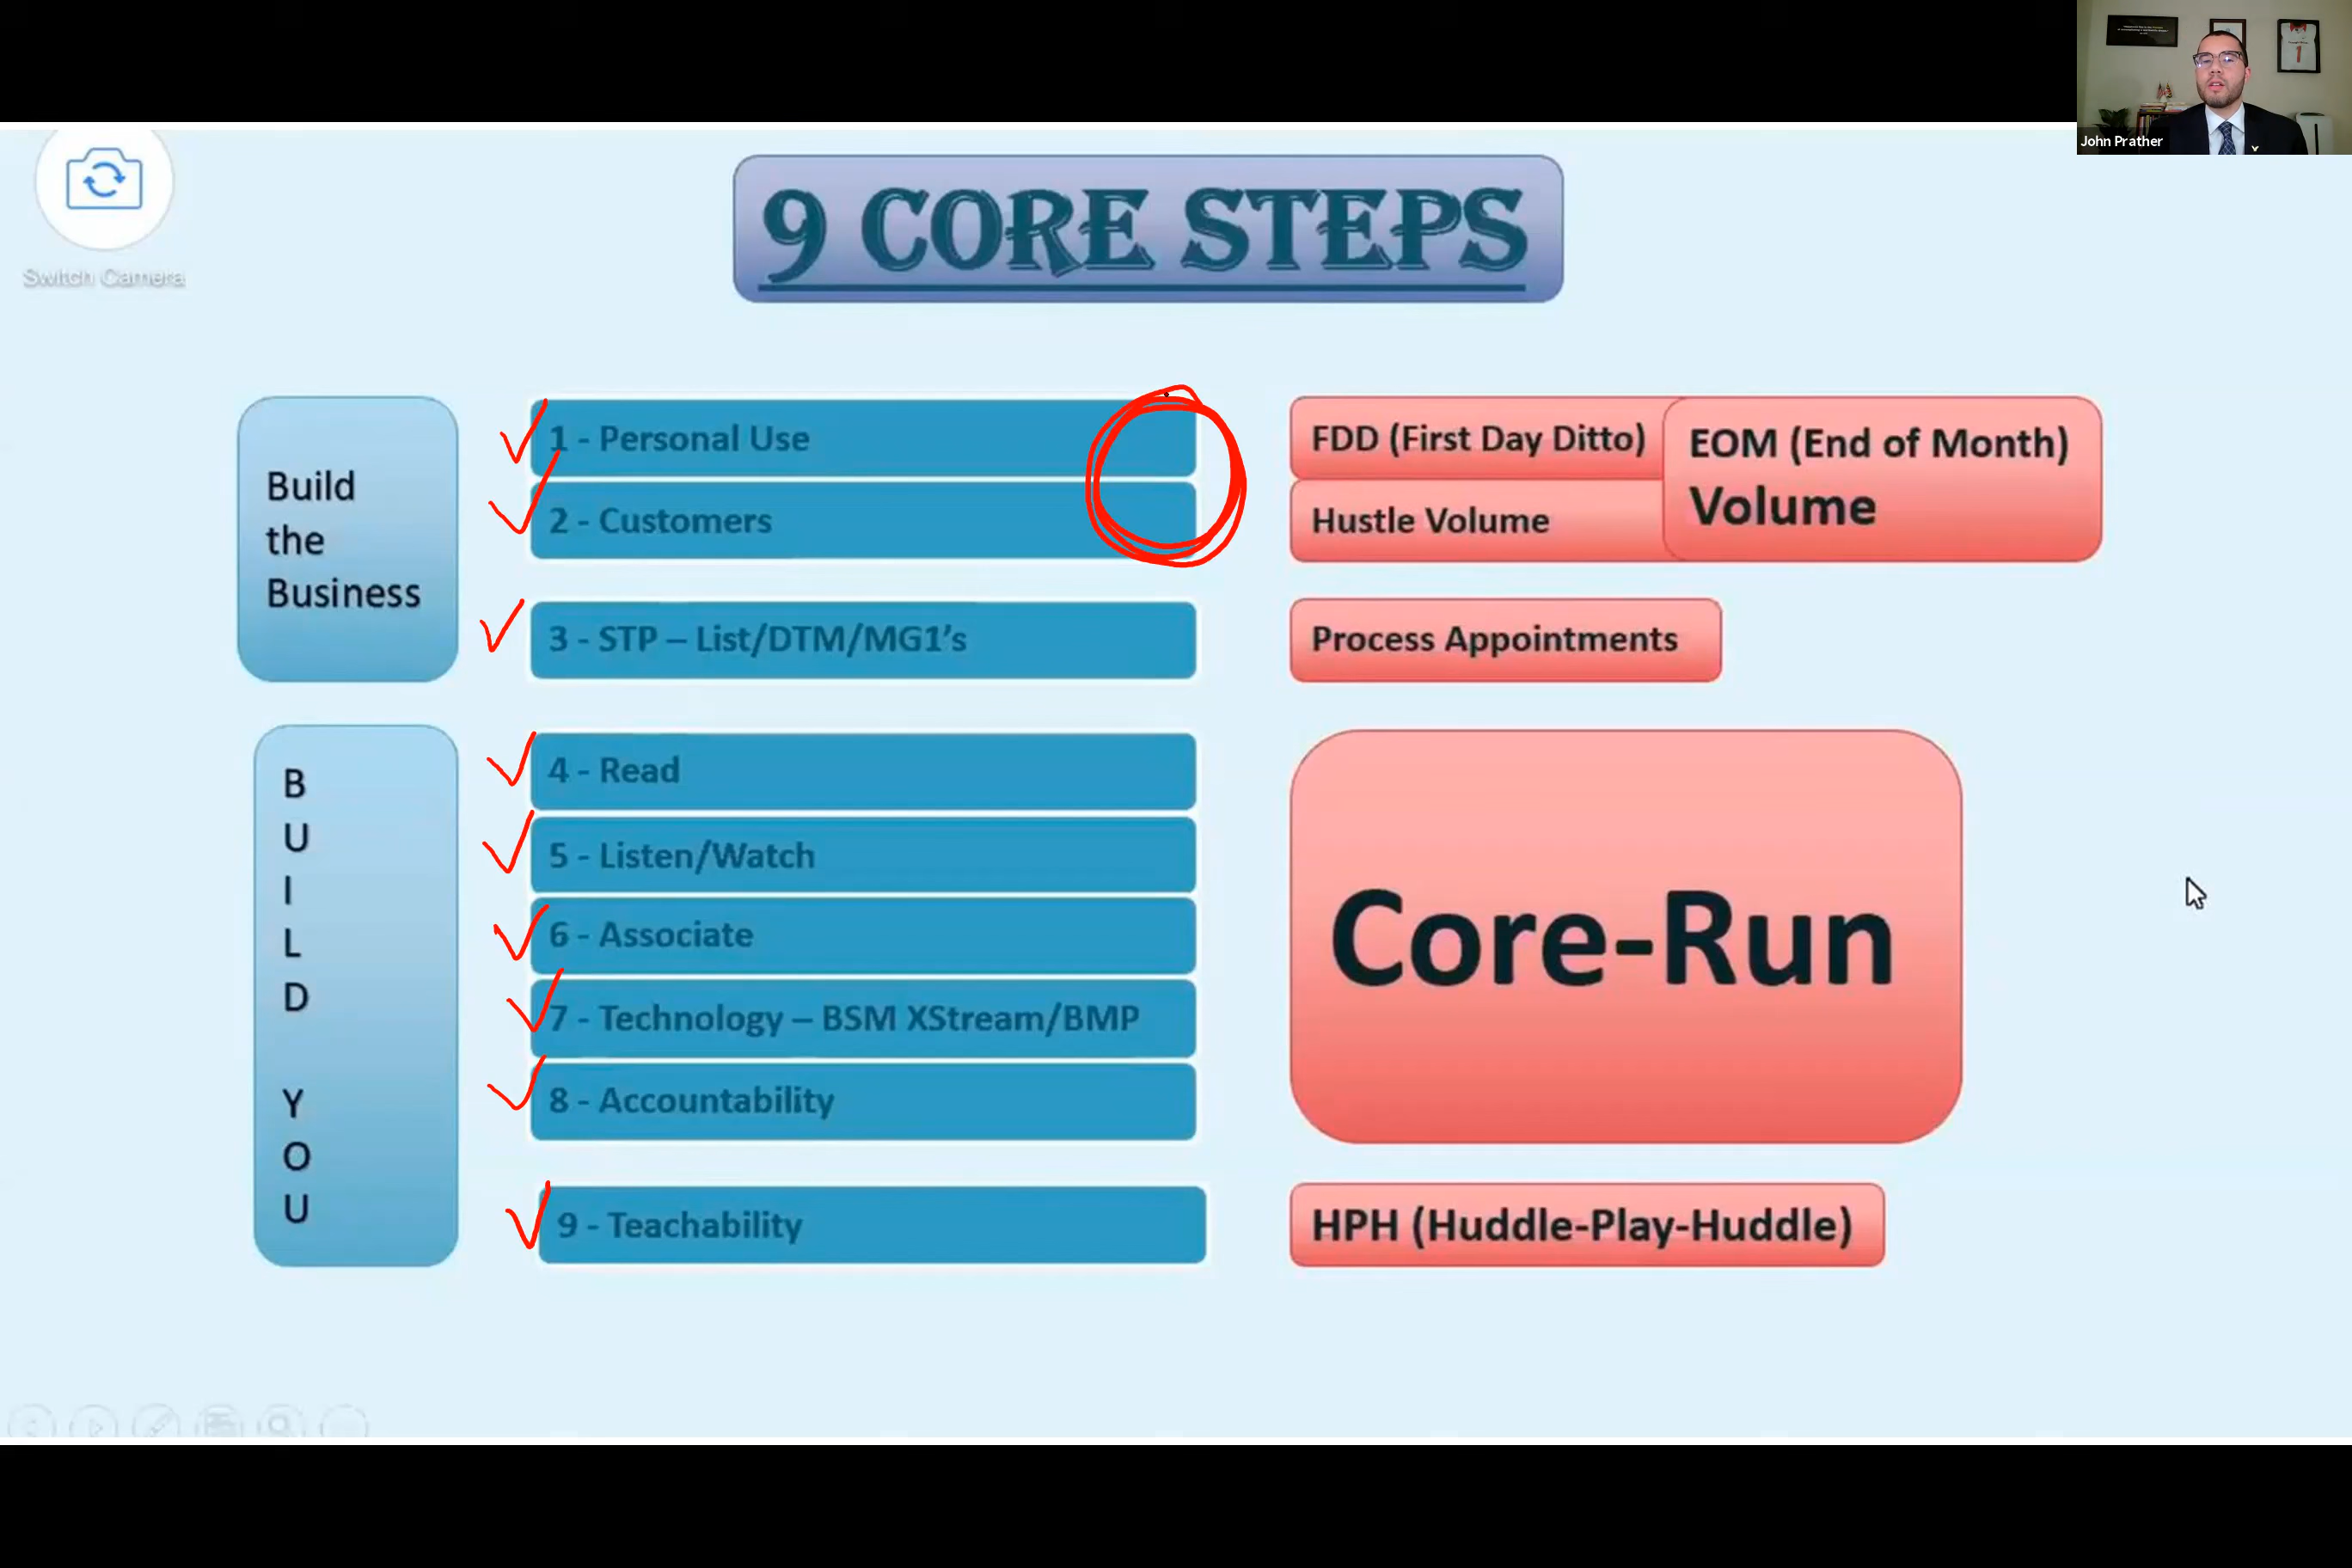 John Prather
Switch Camera
9 CORE STEPS
Build
the
Business
1 - Personal Use
2 - Customers
3 - STP – List/DTM/MG1's
FDD (First Day Ditto)
Hustle Volume
EOM (End of Month)
Volume
Process Appointments
B
U
I
L
D
Y
O
U
4 - Read
5 - Listen/Watch
6 - Associate
7 - Technology – BSM XStream/BMP
8 - Accountability
9 - Teachability
Core-Run
HPH (Huddle-Play-Huddle)